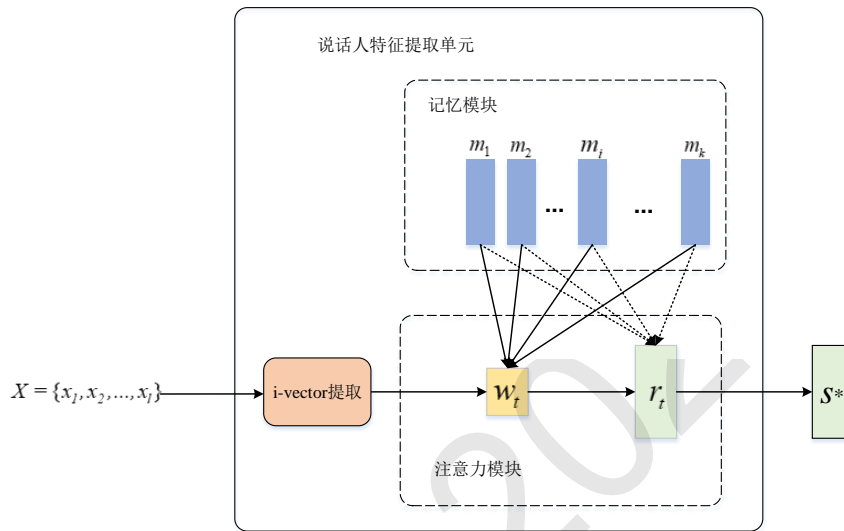 说话人特征提取单元
记忆模块
m₁ m₂ mᵢ mₖ
... ...
X = {x₁, x₂, ..., xₗ}
i-vector提取
wₜ
rₜ
s*
注意力模块
202